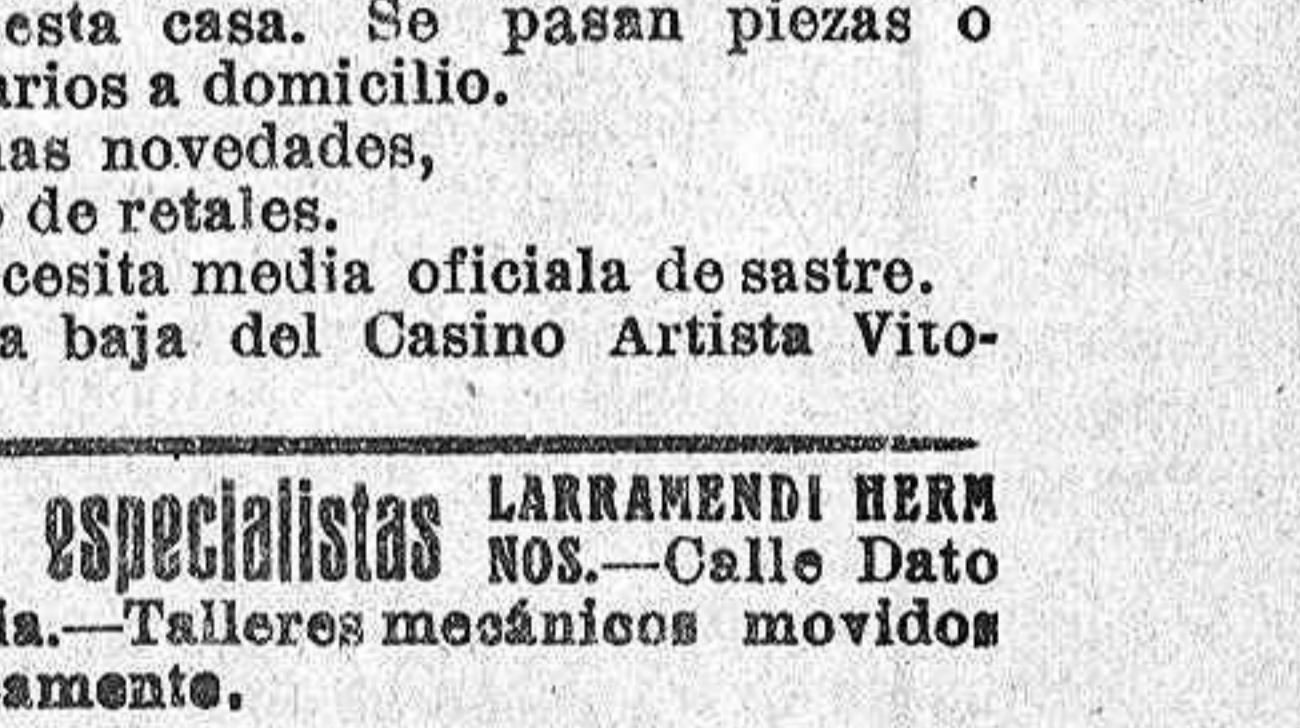 esta casa. Se pasan piezas o
arios a domicilio.
as novedades,
de retales.
cesita media oficiala de sastre.
a baja del Casino Artista Vito-
especialistas LARRAMENDI HERM
NOS.—Calle Dato
ia.—Talleres mecánicos movidos
amente.